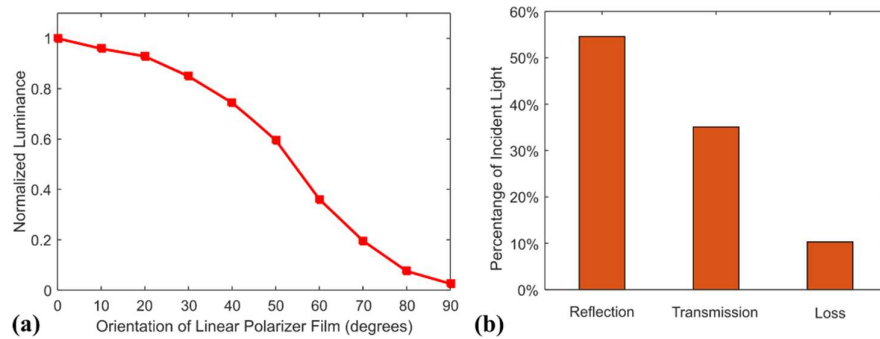 1
0.8
0.6
0.4
0.2
0
Normalized Luminance
0 10 20 30 40 50 60 70 80 90
(a) Orientation of Linear Polarizer Film (degrees)
60%
50%
40%
30%
20%
10%
0%
Percentange of Incident Light
Reflection Transmission Loss
(b)